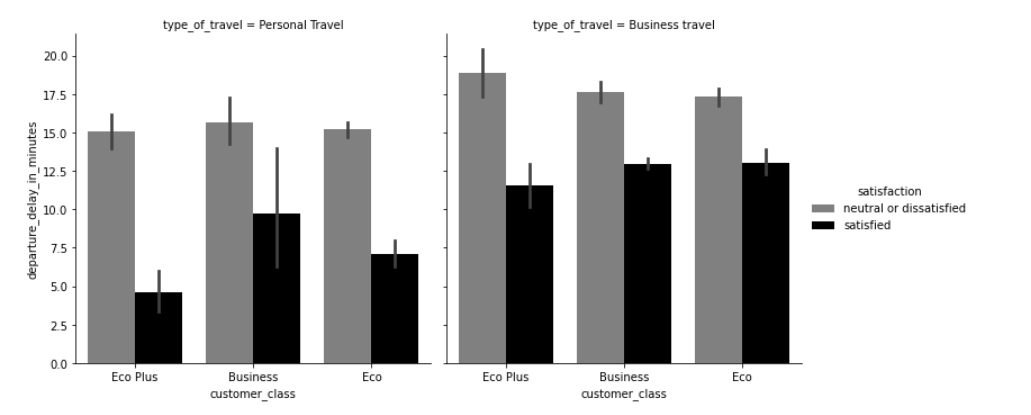 type_of_travel = Personal Travel
type_of_travel = Business travel
departure_delay_in_minutes
20.0
17.5
15.0
12.5
10.0
7.5
5.0
2.5
0.0
Eco Plus Business Eco
customer_class
Eco Plus Business Eco
customer_class
satisfaction
neutral or dissatisfied
satisfied